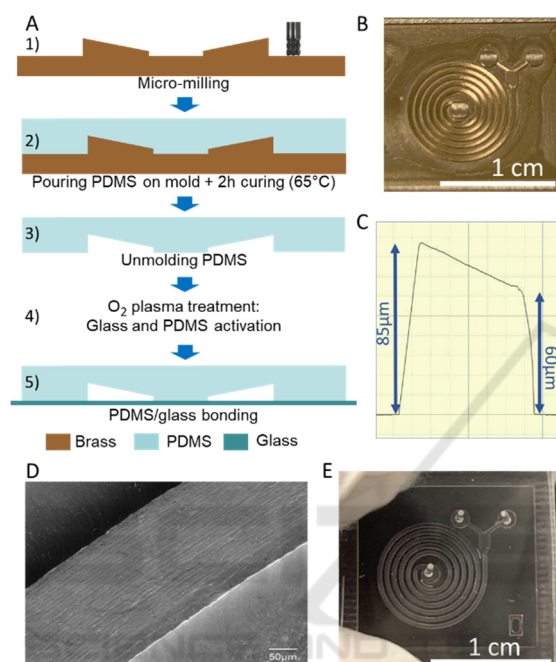 A
1)
Micro-milling
2)
Pouring PDMS on mold + 2h curing (65°C)
3)
Unmolding PDMS
4)
O₂ plasma treatment:
Glass and PDMS activation
5)
PDMS/glass bonding
Brass PDMS Glass
B
1 cm
C
85µm
60µm
D
50µm
E
1 cm